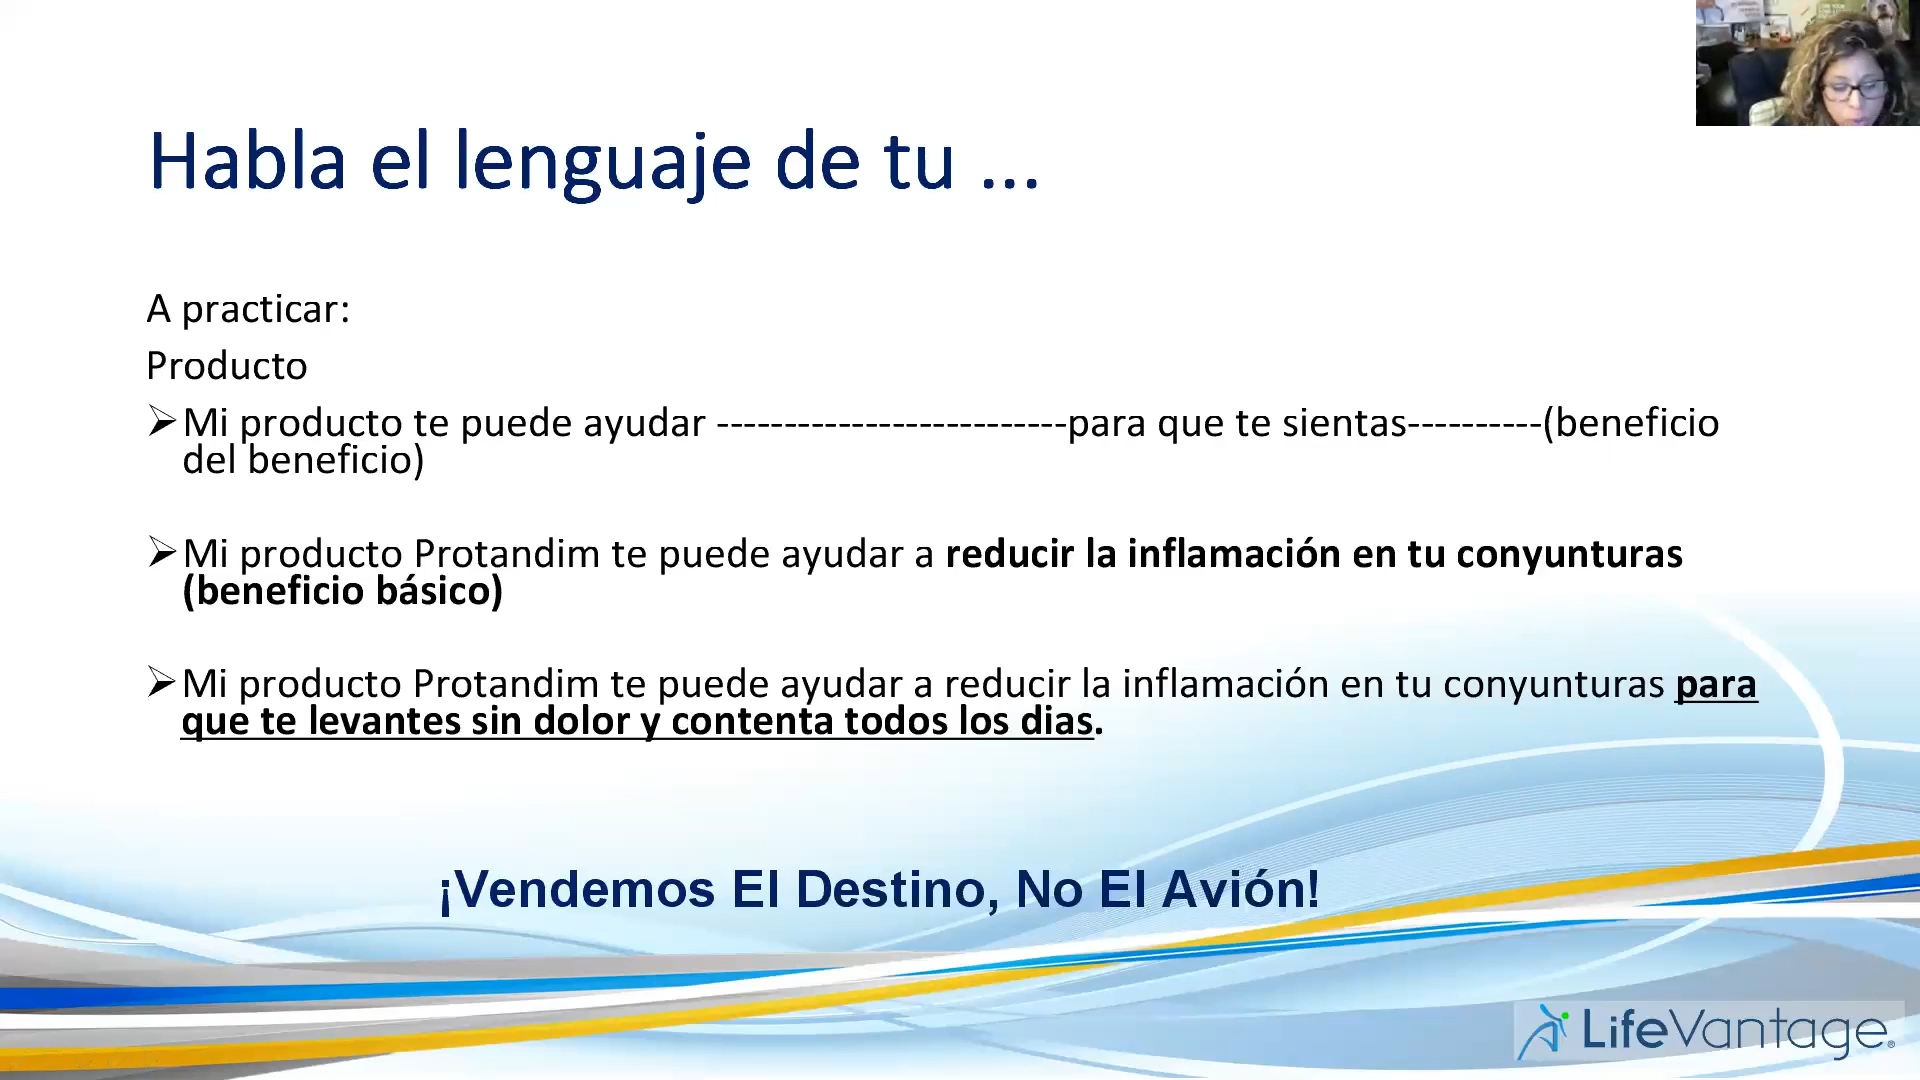 Habla el lenguaje de tu ...
A practicar:
Producto
➢Mi producto te puede ayudar --------------------------para que te sientas----------(beneficio
del beneficio)
➢Mi producto Protandim te puede ayudar a reducir la inflamación en tu conyunturas
(beneficio básico)
➢Mi producto Protandim te puede ayudar a reducir la inflamación en tu conyunturas para
que te levantes sin dolor y contenta todos los dias.
¡Vendemos El Destino, No El Avión!
LifeVantage®